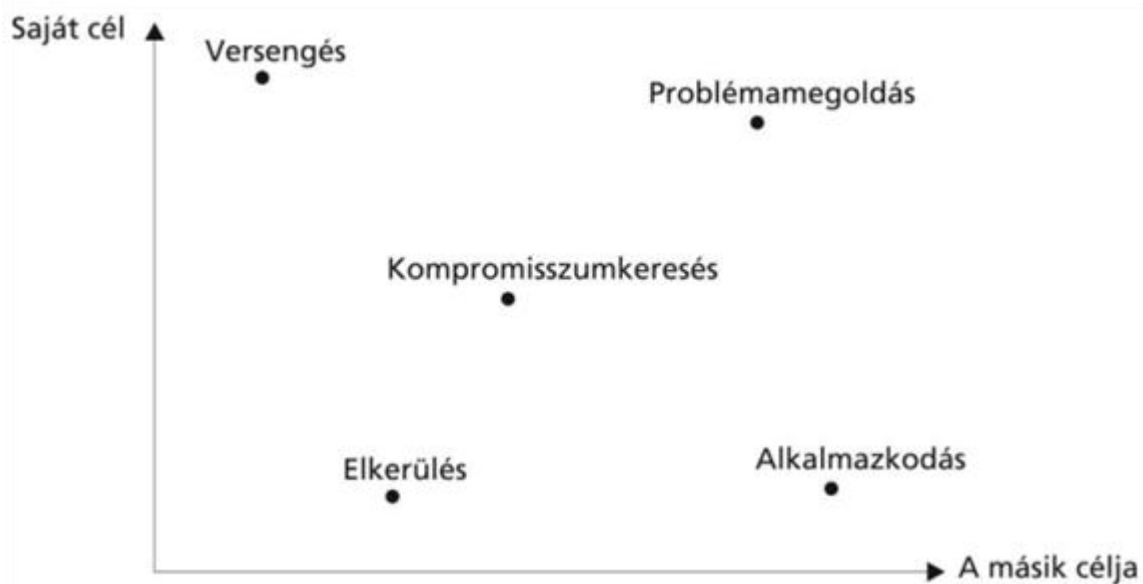 Saját cél
Versengés
Problémamegoldás
Kompromisszumkeresés
Elkerülés
Alkalmazkodás
A másik célja